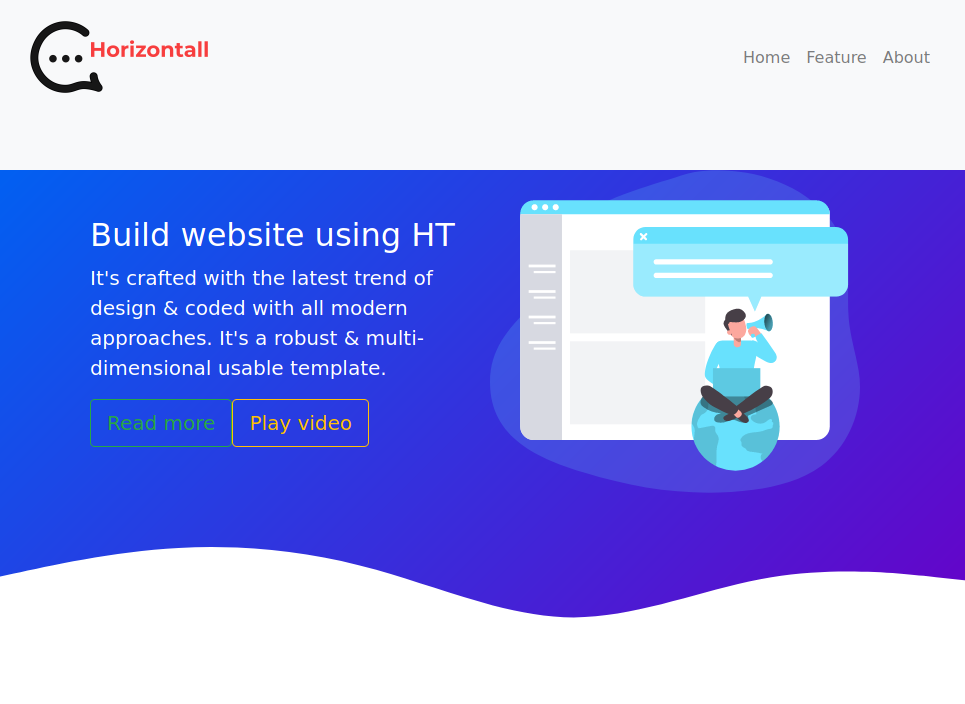 Horizontall
Home Feature About
Build website using HT
It's crafted with the latest trend of
design & coded with all modern
approaches. It's a robust & multi-
dimensional usable template.
Read more Play video